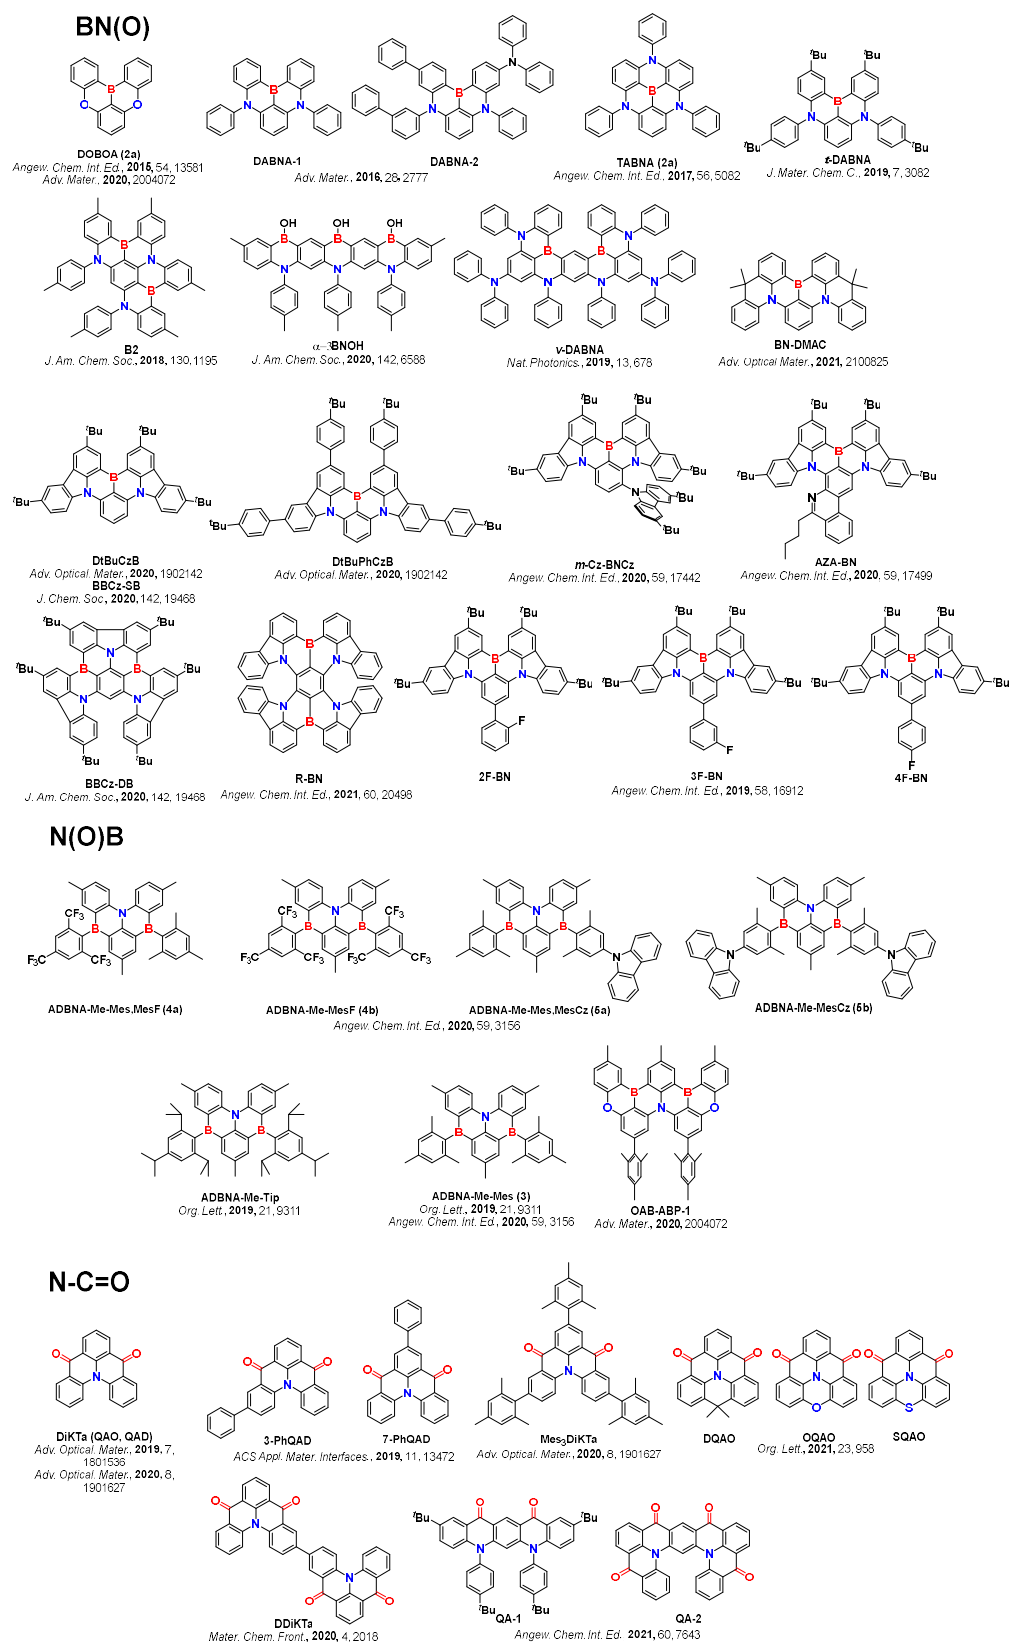 BN(O)
DOBOA (2a)
Angew. Chem. Int. Ed., 2015, 54, 13581
Adv. Mater., 2020, 2004072
DABNA-1
DABNA-2
Adv. Mater., 2016, 28, 2777
TABNA (2a)
Angew. Chem. Int. Ed., 2017, 56, 5082
t-DABNA
J. Mater. Chem. C., 2019, 7, 3082
B2
J. Am. Chem. Soc., 2018, 130, 1195
OH OH OH
α-3BNOH
J. Am. Chem. Soc., 2020, 142, 6588
v-DABNA
Nat. Photonics., 2019, 13, 678
BN-DMAC
Adv. Optical Mater., 2021, 2100825
DtBuCzB
Adv. Optical. Mater., 2020, 1902142
BBCz-SB
J. Chem. Soc, 2020, 142, 19468
DtBuPhCzB
Adv. Optical. Mater., 2020, 1902142
m-Cz-BNCz
Angew. Chem. Int. Ed., 2020, 59, 17442
AZA-BN
Angew. Chem. Int. Ed., 2020, 59, 17499
BBCz-DB
J. Am. Chem. Soc., 2020, 142, 19468
R-BN
Angew. Chem. Int. Ed., 2021, 60, 20498
2F-BN
3F-BN
4F-BN
Angew. Chem. Int. Ed., 2019, 58, 16912
N(O)B
ADBNA-Me-Mes,MesF (4a)
ADBNA-Me-MesF (4b)
ADBNA-Me-Mes,MesCz (5a)
ADBNA-Me-MesCz (5b)
Angew. Chem. Int. Ed., 2020, 59, 3156
ADBNA-Me-Tip
Org. Lett., 2019, 21, 9311
ADBNA-Me-Mes (3)
Org. Lett., 2019, 21, 9311
Angew. Chem. Int. Ed., 2020, 59, 3156
OAB-ABP-1
Adv. Mater., 2020, 2004072
N-C=O
DiKTa (QAO, QAD)
Adv. Optical. Mater., 2019, 7,
1801536
Adv. Optical. Mater., 2020, 8,
1901627
3-PhQAD
7-PhQAD
ACS Appl. Mater. Interfaces., 2019, 11, 13472
Mes3DiKTa
Adv. Optical. Mater., 2020, 8, 1901627
DQAO
OQAO
SQAO
Org. Lett., 2021, 23, 958
DDiKTa
Mater. Chem. Front., 2020, 4, 2018
QA-1
QA-2
Angew. Chem. Int. Ed. 2021, 60, 7643